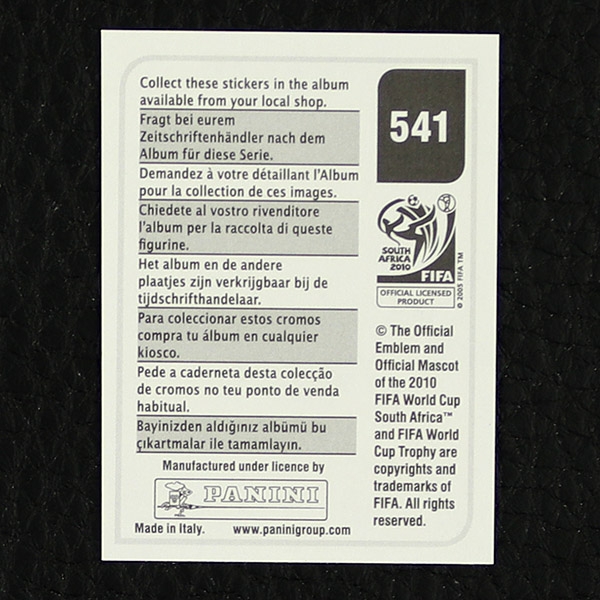 Collect these stickers in the album
available from your local shop.
Fragt bei eurem
Zeitschriftenhändler nach dem
Album für diese Serie.
Demandez à votre détaillant l'Album
pour la collection de ces images.
Chiedete al vostro rivenditore
l'album per la raccolta di queste
figurine.
Het album en de andere
plaatjes zijn verkrijgbaar bij de
tijdschrifthandelaar.
Para coleccionar estos cromos
compra tu álbum en cualquier
kiosco.
Pede a caderneta desta colecção
de cromos no teu ponto de venda
habitual.
Bayinizden aldığınız albümü bu
çıkartmalar ile tamamlayın.
Manufactured under licence by
PANINI
Made in Italy. www.paninigroup.com
541
SOUTH
AFRICA
2010
FIFA
OFFICIAL LICENSED
PRODUCT
© 2005 FIFA TM
© The Official
Emblem and
Official Mascot
of the 2010
FIFA World Cup
South Africa™
and FIFA World
Cup Trophy are
copyrights and
trademarks of
FIFA. All rights
reserved.